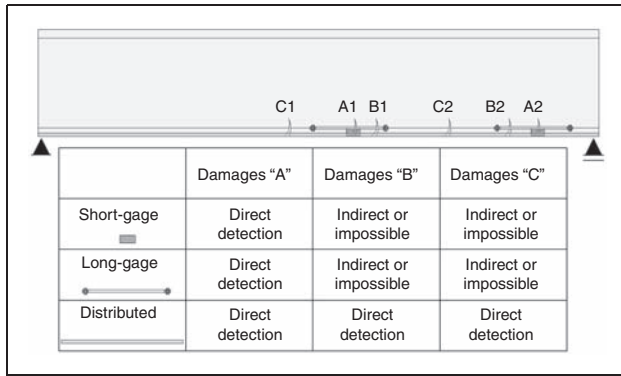 C1 A1 B1 C2 B2 A2
Damages “A” Damages “B” Damages “C”
Short-gage Direct detection Indirect or impossible Indirect or impossible
Long-gage Direct detection Indirect or impossible Indirect or impossible
Distributed Direct detection Direct detection Direct detection